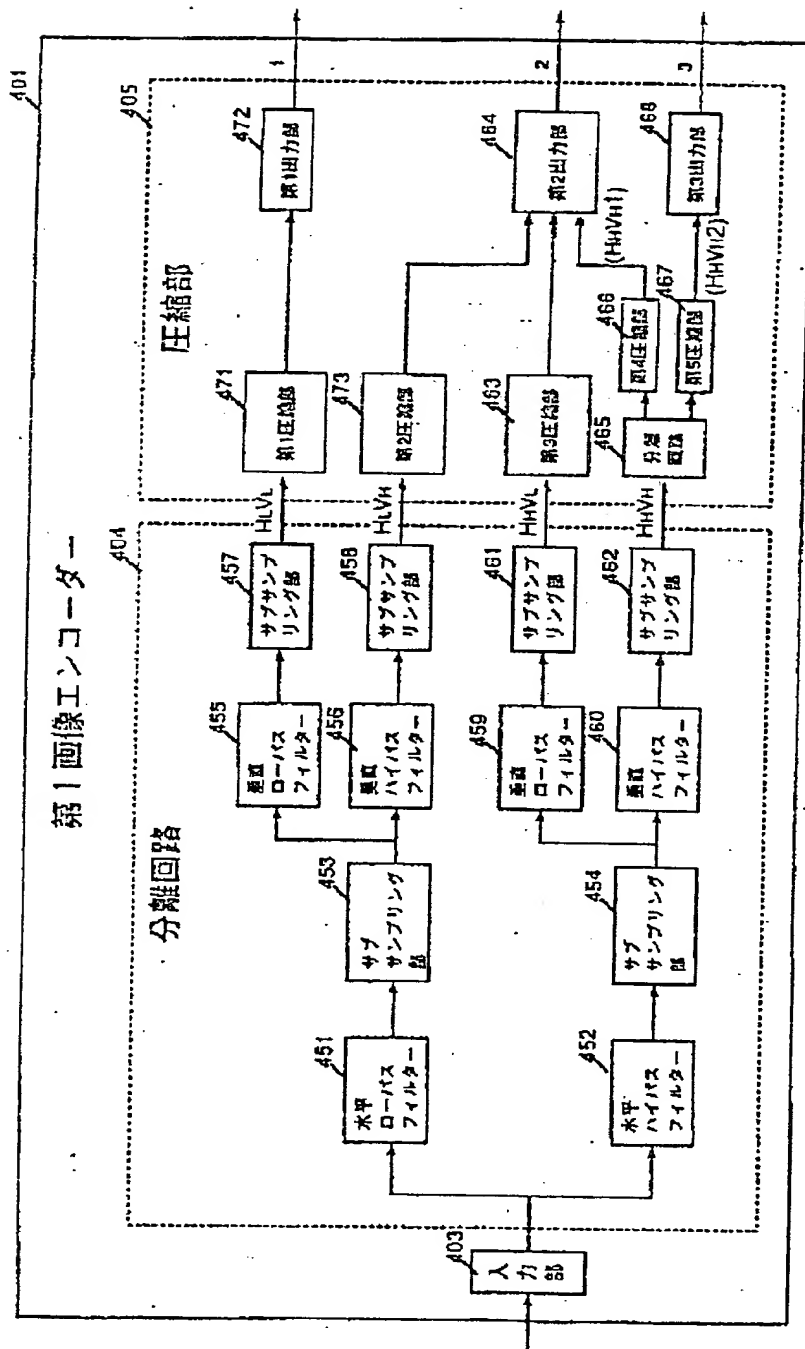 401
第1画像エンコーダー
404
分離回路
405
圧縮部
403
入力部
451
水平
ローパス
フィルター
452
水平
ハイパス
フィルター
453
サブ
サンプリング
部
454
サブ
サンプリング
部
455
垂直
ローパス
フィルター
456
垂直
ハイパス
フィルター
459
垂直
ローパス
フィルター
460
垂直
ハイパス
フィルター
457
サブサンプ
リング部
458
サブサンプ
リング部
461
サブサンプ
リング部
462
サブサンプ
リング部
HLVL
HLVH
HHVL
HHVH
471
第1圧縮部
473
第2圧縮部
463
第3圧縮部
465
分離
回路
466
第4圧縮部
467
第5圧縮部
(HHVH1)
(HHVH2)
472
第1出力部
464
第2出力部
468
第3出力部
1
2
3